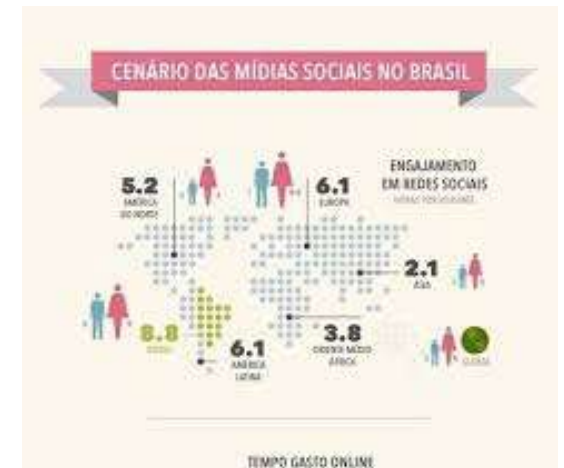 CENÁRIO DAS MÍDIAS SOCIAIS NO BRASIL
ENGAJAMENTO
EM REDES SOCIAIS
5.2
AMÉRICA
DO NORTE
6.1
EUROPA
2.1
ÁSIA
8.8
BRASIL
6.1
AMÉRICA
LATINA
3.8
ORIENTE MÉDIO
ÁFRICA
GLOBAL
TEMPO GASTO ONLINE